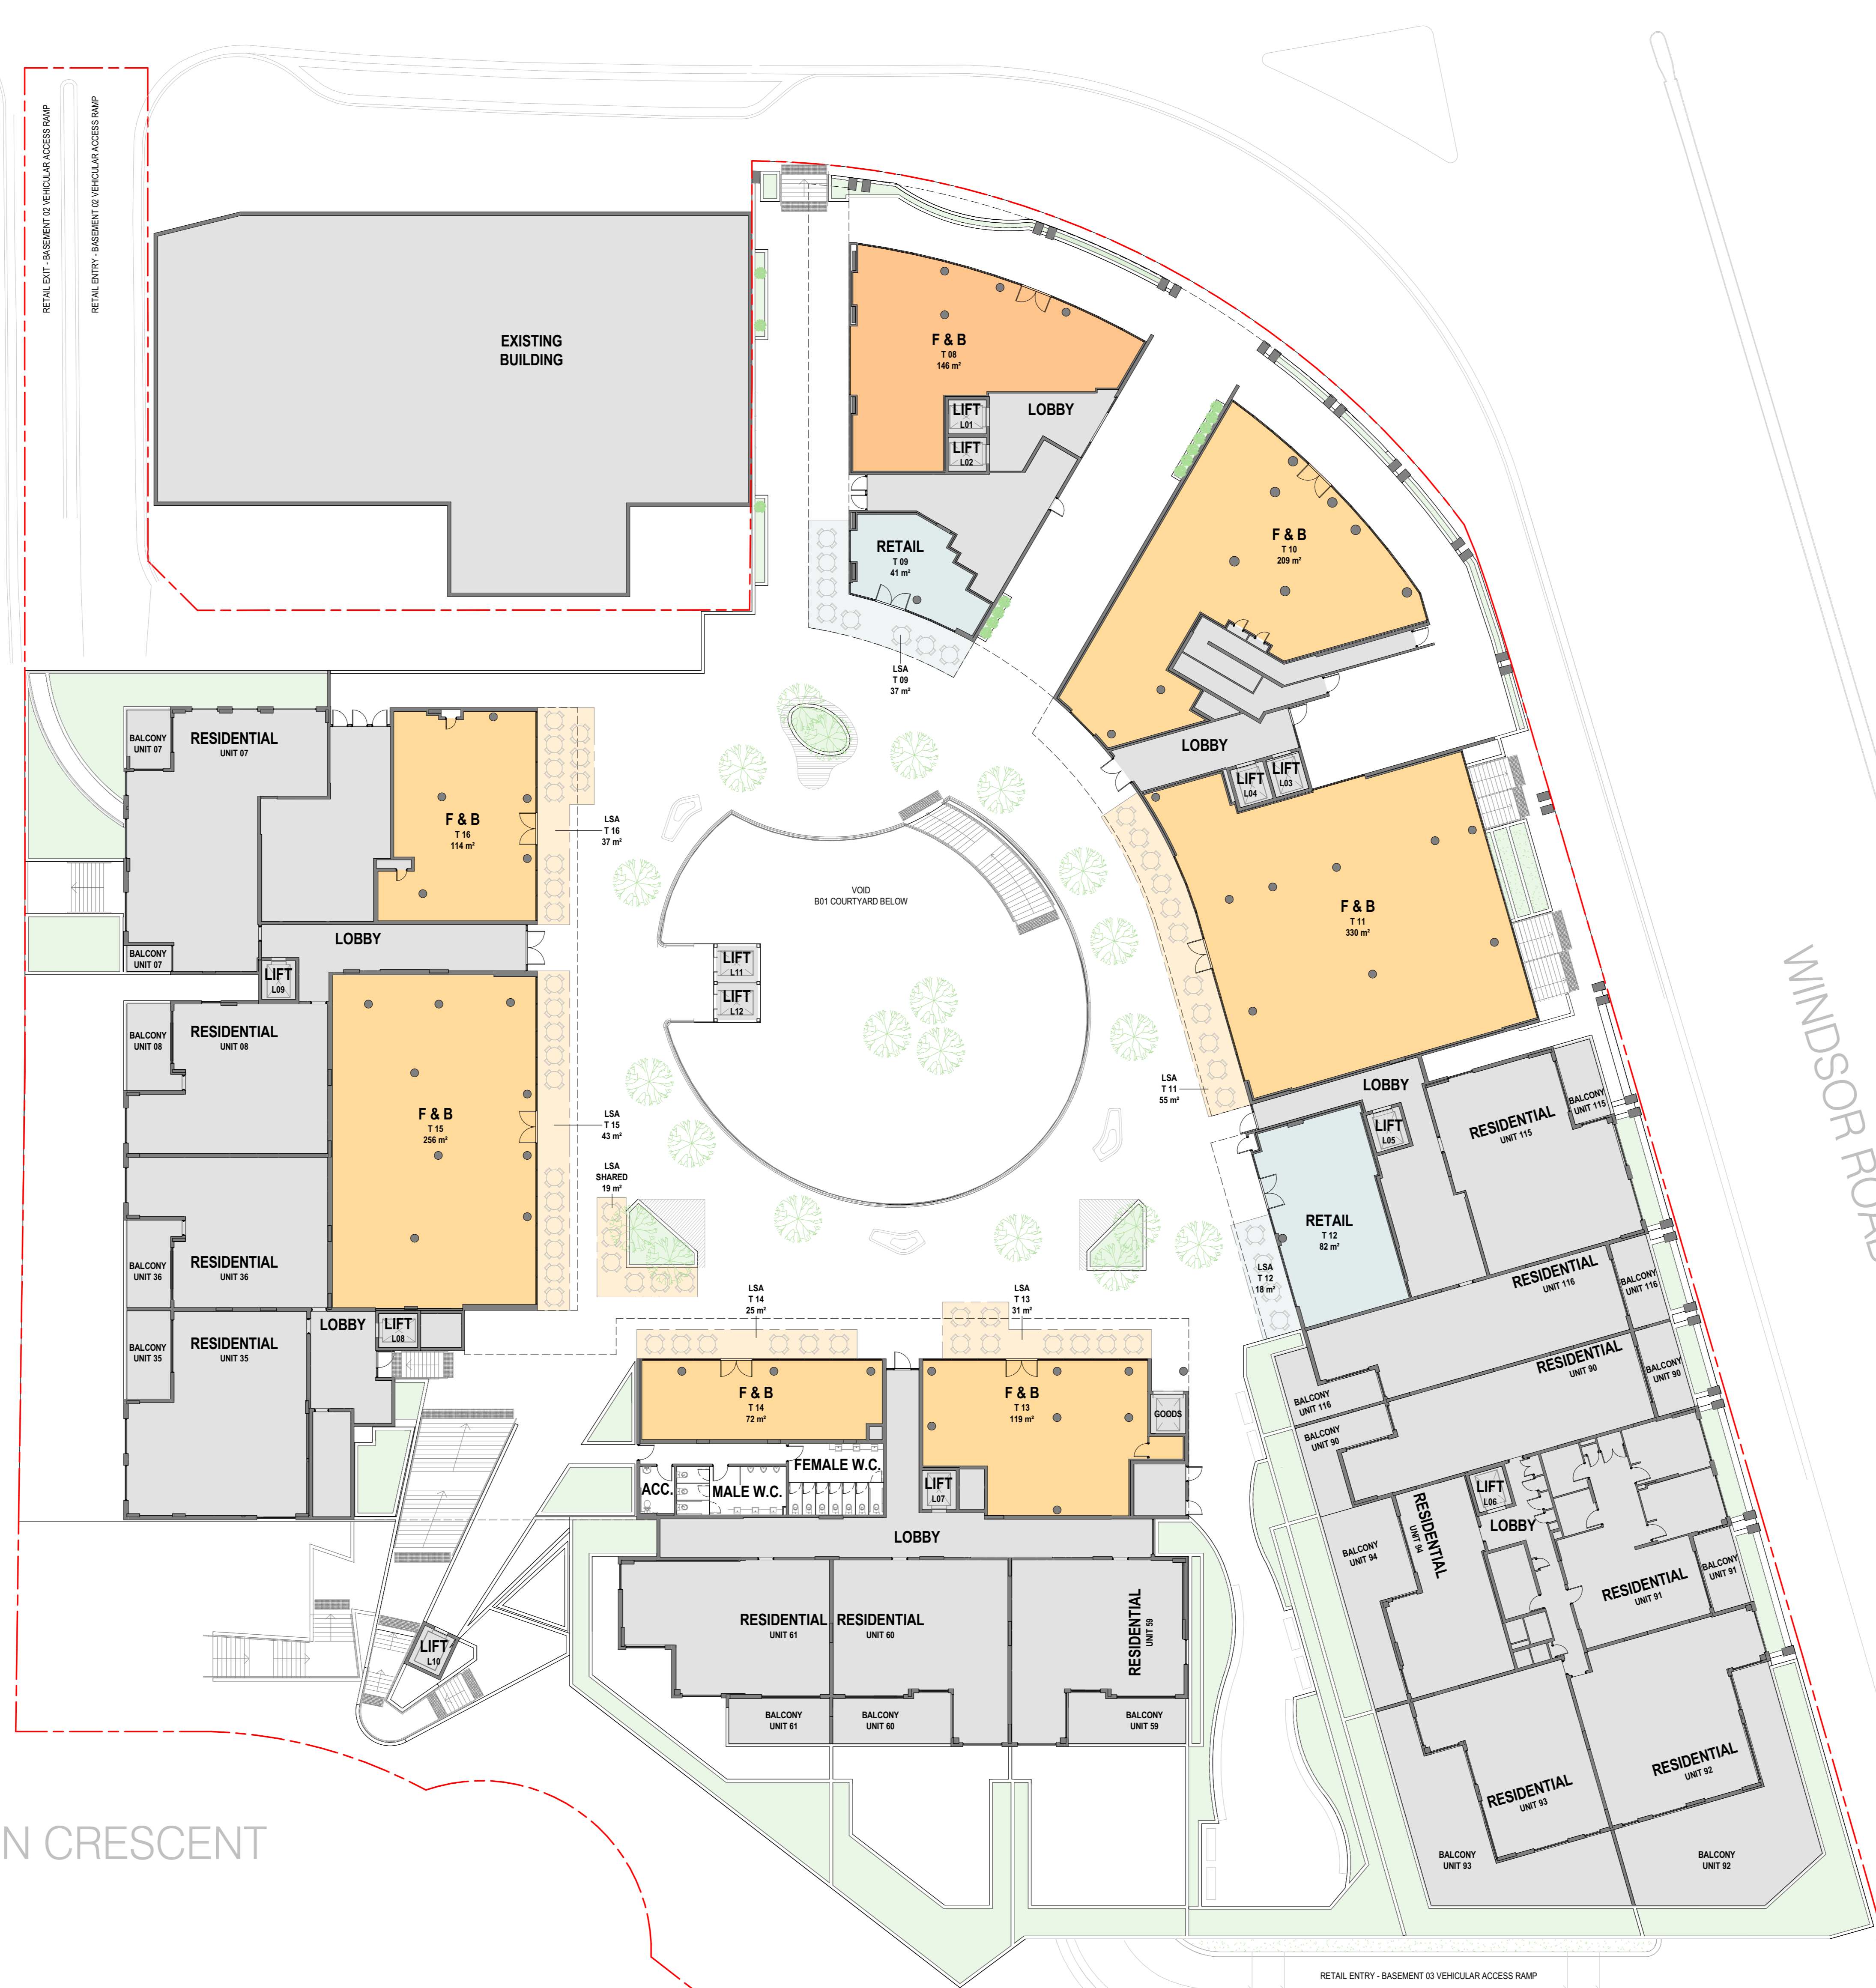 RETAIL EXIT - BASEMENT 02 VEHICULAR ACCESS RAMP
RETAIL ENTRY - BASEMENT 02 VEHICULAR ACCESS RAMP
EXISTING
BUILDING
F & B
T 08
146 m²
LIFT
L01
LOBBY
LIFT
L02
RETAIL
T 09
41 m²
LSA
T 09
37 m²
F & B
T 10
209 m²
LOBBY
LIFT
L04
LIFT
L03
BALCONY
UNIT 07
RESIDENTIAL
UNIT 07
F & B
T 16
114 m²
LSA
T 16
37 m²
VOID
B01 COURTYARD BELOW
F & B
T 11
330 m²
LOBBY
BALCONY
UNIT 07
LIFT
L09
LIFT
L11
LIFT
L12
WINDSOR ROAD
BALCONY
UNIT 08
RESIDENTIAL
UNIT 08
F & B
T 15
256 m²
LSA
T 15
43 m²
LSA
T 11
55 m²
LOBBY
LIFT
L05
RESIDENTIAL
UNIT 115
BALCONY
UNIT 115
LSA
SHARED
19 m²
RETAIL
T 12
82 m²
BALCONY
UNIT 36
RESIDENTIAL
UNIT 36
LSA
T 12
18 m²
RESIDENTIAL
UNIT 116
BALCONY
UNIT 116
LSA
T 14
25 m²
LSA
T 13
31 m²
BALCONY
UNIT 35
RESIDENTIAL
UNIT 35
LOBBY
LIFT
L08
RESIDENTIAL
UNIT 90
BALCONY
UNIT 90
F & B
T 14
72 m²
F & B
T 13
119 m²
GOODS
BALCONY
UNIT 116
BALCONY
UNIT 90
FEMALE W.C.
ACC.
MALE W.C.
LIFT
L07
LIFT
L06
LOBBY
RESIDENTIAL
UNIT 94
BALCONY
UNIT 94
LOBBY
RESIDENTIAL
UNIT 91
BALCONY
UNIT 91
RESIDENTIAL
UNIT 61
RESIDENTIAL
UNIT 60
RESIDENTIAL
UNIT 59
LIFT
L10
BALCONY
UNIT 61
BALCONY
UNIT 60
BALCONY
UNIT 59
RESIDENTIAL
UNIT 93
RESIDENTIAL
UNIT 92
N CRESCENT
BALCONY
UNIT 93
BALCONY
UNIT 92
RETAIL ENTRY - BASEMENT 03 VEHICULAR ACCESS RAMP